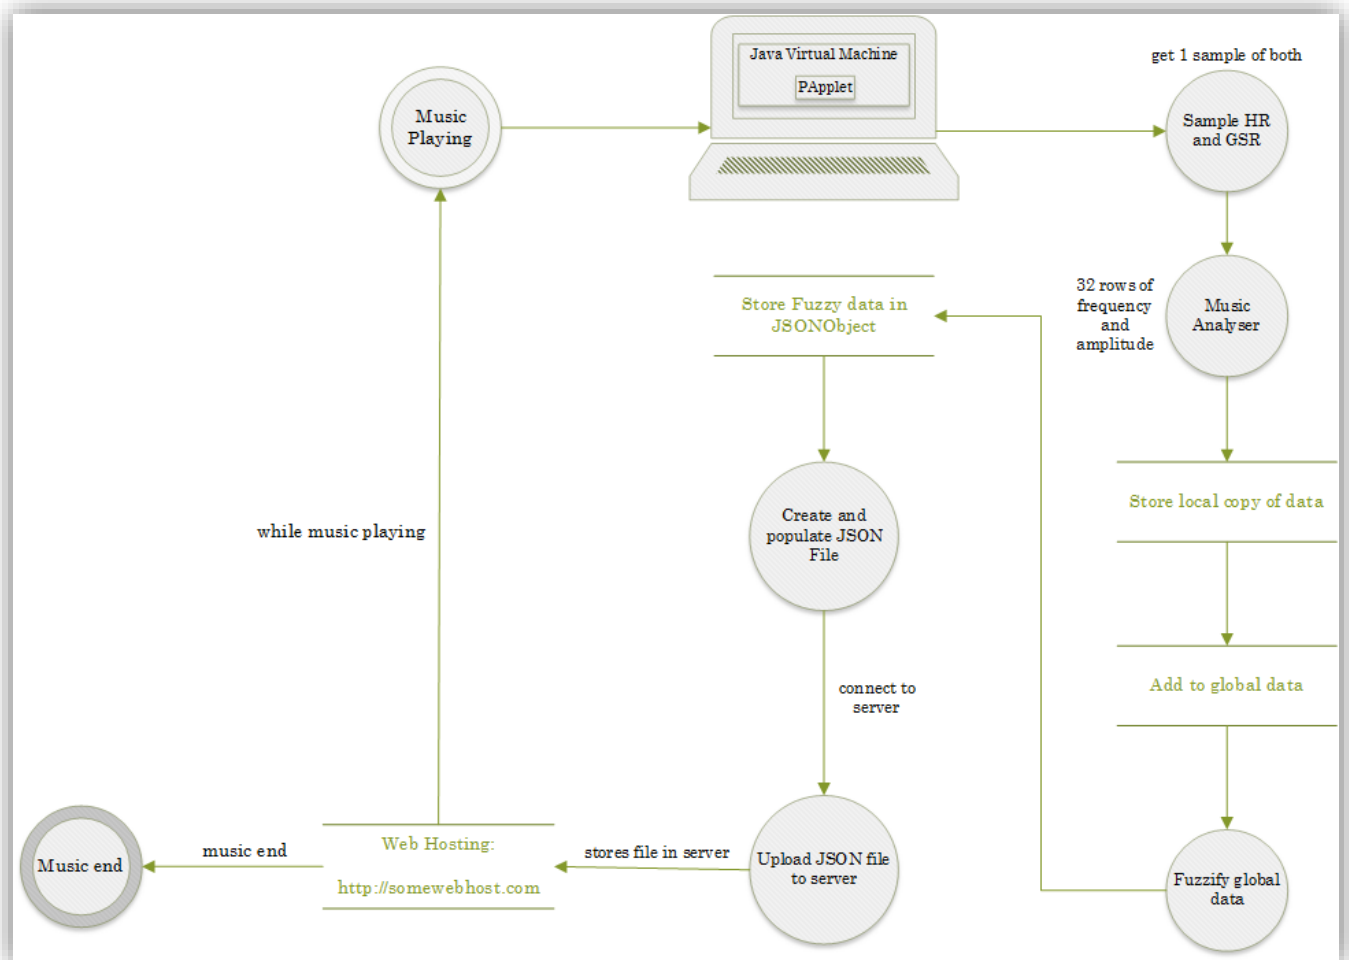 get 1 sample of both
Java Virtual Machine
PApplet
Music
Playing
Sample HR
and GSR
32 rows of
frequency
and
amplitude
Music
Analyser
Store Fuzzy data in
JSONObject
Store local copy of data
Create and
populate JSON
File
while music playing
Add to global data
connect to
server
Web Hosting:
http://somewebhost.com
music end
Music end
stores file in server
Upload JSON file
to server
Fuzzify global
data